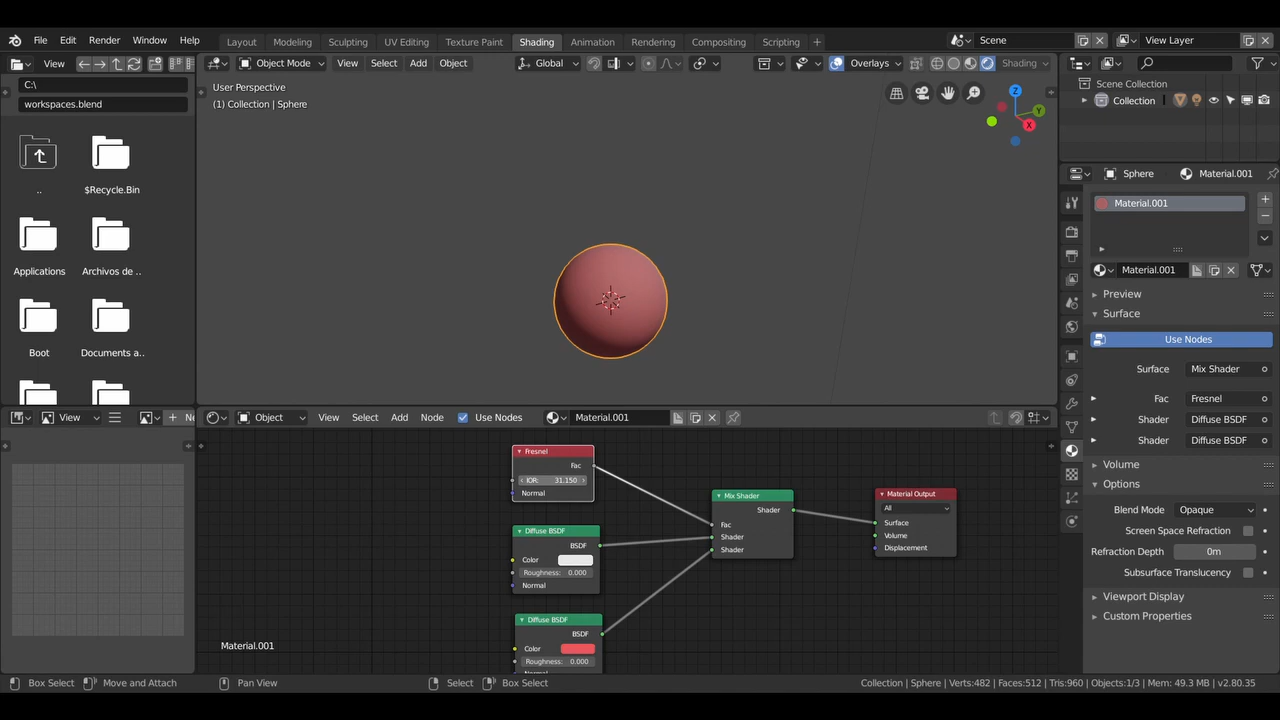 File Edit Render Window Help Layout Modeling Sculpting UV Editing Texture Paint Shading Animation Rendering Compositing Scripting + Scene View Layer
View Object Mode View Select Add Object Global Overlays Shading
C:\
workspaces.blend
User Perspective
(1) Collection | Sphere
..
$Recycle.Bin
Applications
Archivos de ..
Boot
Documents a..
Z
Y
X
Scene Collection
Collection
Sphere Material.001
Material.001
Material.001
Preview
Surface
Use Nodes
Surface Mix Shader
Fac Fresnel
Shader Diffuse BSDF
Shader Diffuse BSDF
Volume
Options
Blend Mode Opaque
Screen Space Refraction
Refraction Depth 0m
Subsurface Translucency
Viewport Display
Custom Properties
View Ne Object View Select Add Node Use Nodes Material.001
Fresnel
Fac
IOR: 31.150
Normal
Diffuse BSDF
BSDF
Color
Roughness: 0.000
Normal
Diffuse BSDF
BSDF
Color
Roughness: 0.000
Mix Shader
Shader
Fac
Shader
Shader
Material Output
All
Surface
Volume
Displacement
Material.001
Box Select Move and Attach Pan View Select Box Select Collection | Sphere | Verts:482 | Faces:512 | Tris:960 | Objects:1/3 | Mem: 49.3 MB | v2.80.35